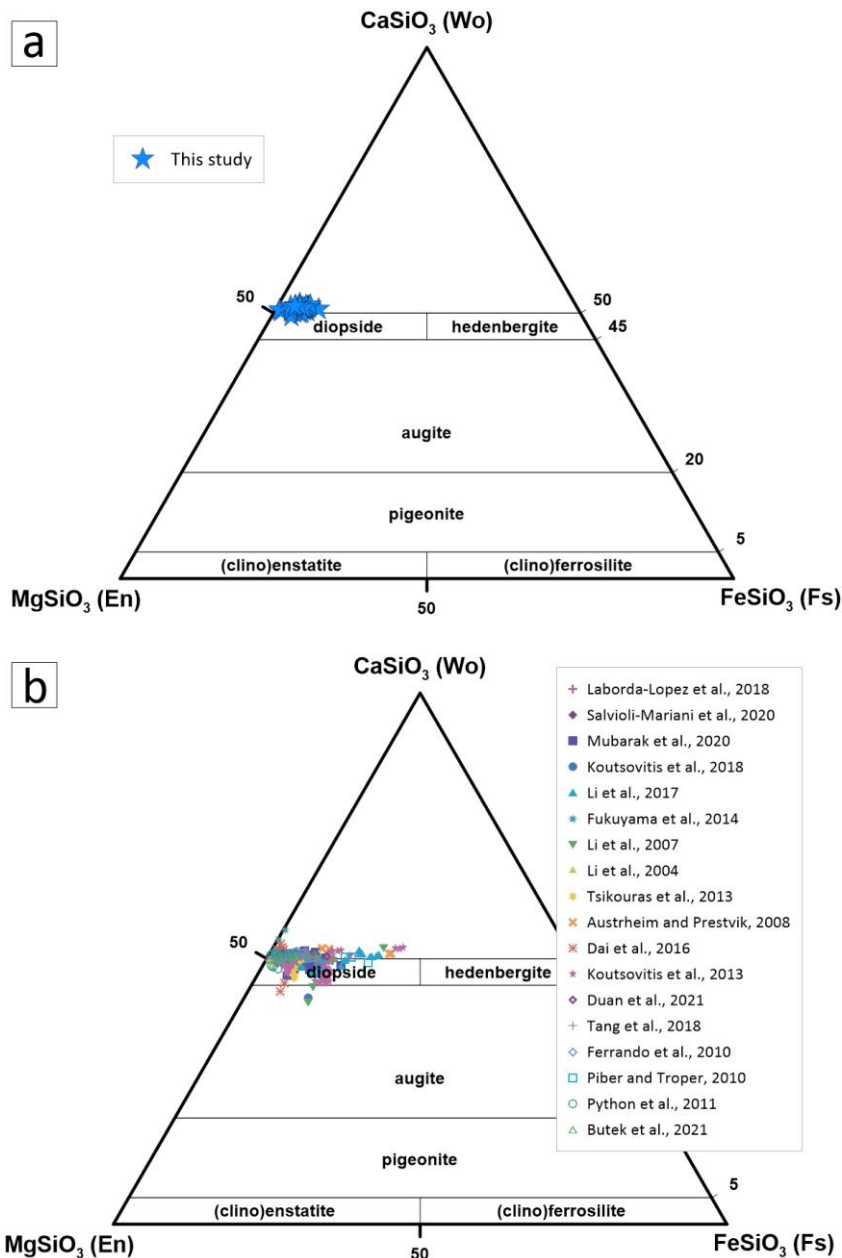 a
CaSiO₃ (Wo)
This study
50
50
diopside
hedenbergite
45
augite
20
pigeonite
5
(clino)enstatite
(clino)ferrosilite
MgSiO₃ (En)
50
FeSiO₃ (Fs)
b
CaSiO₃ (Wo)
Laborda-Lopez et al., 2018
Salvioli-Mariani et al., 2020
Mubarak et al., 2020
Koutsovitis et al., 2018
Li et al., 2017
Fukuyama et al., 2014
Li et al., 2007
Li et al., 2004
Tsikouras et al., 2013
Austrheim and Prestvik, 2008
Dai et al., 2016
Koutsovitis et al., 2013
Duan et al., 2021
Tang et al., 2018
Ferrando et al., 2010
Piber and Troper, 2010
Python et al., 2011
Butek et al., 2021
50
diopside
hedenbergite
augite
pigeonite
5
(clino)enstatite
(clino)ferrosilite
MgSiO₃ (En)
50
FeSiO₃ (Fs)